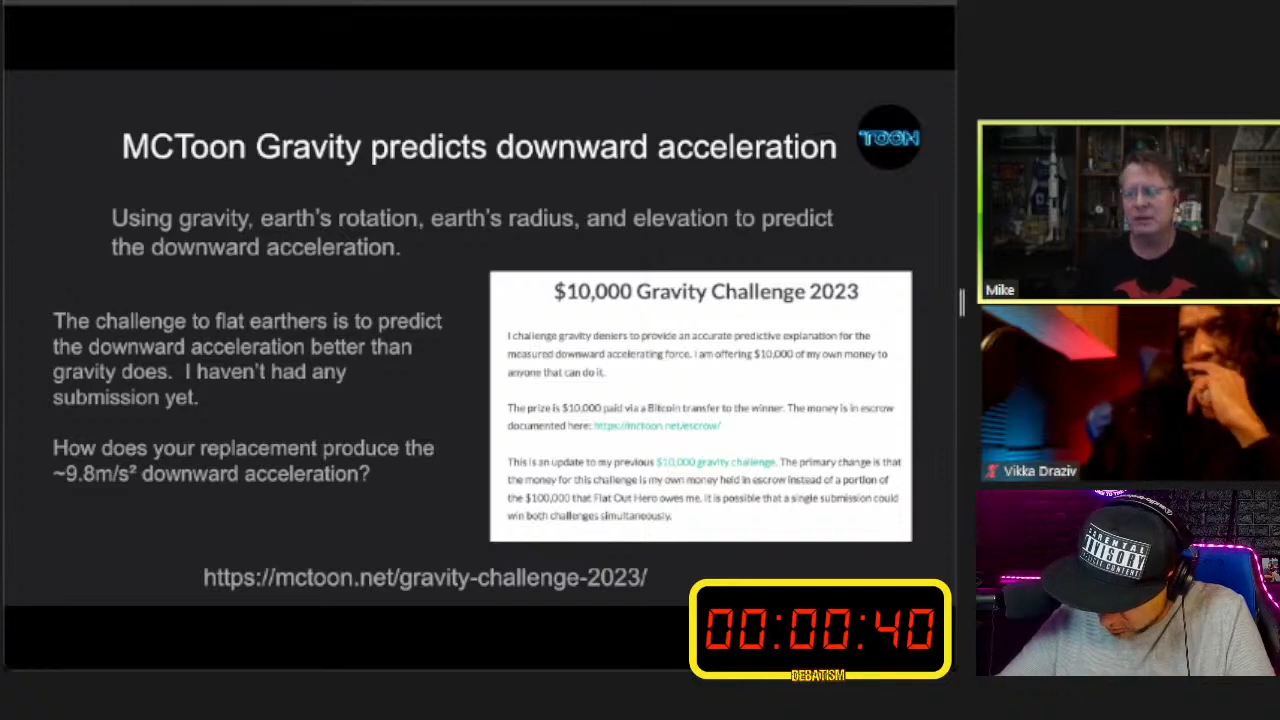 MCToon Gravity predicts downward acceleration
TOON
Using gravity, earth's rotation, earth's radius, and elevation to predict
the downward acceleration.
The challenge to flat earthers is to predict
the downward acceleration better than
gravity does. I haven't had any
submission yet.
How does your replacement produce the
~9.8m/s² downward acceleration?
$10,000 Gravity Challenge 2023
I challenge gravity deniers to provide an accurate predictive explanation for the
measured downward accelerating force. I am offering $10,000 of my own money to
anyone that can do it.
The prize is $10,000 paid via a Bitcoin transfer to the winner. The money is in escrow
documented here: https://mctoon.net/escrow/
This is an update to my previous $10,000 gravity challenge. The primary change is that
the money for this challenge is my own money held in escrow instead of a portion of
the $100,000 that Flat Out Hero owes me. It is possible that a single submission could
win both challenges simultaneously.
https://mctoon.net/gravity-challenge-2023/
00:00:40
DEBATISM
Mike
Vikka Draziv
PARENTAL
ADVISORY
EXPLICIT CONTENT